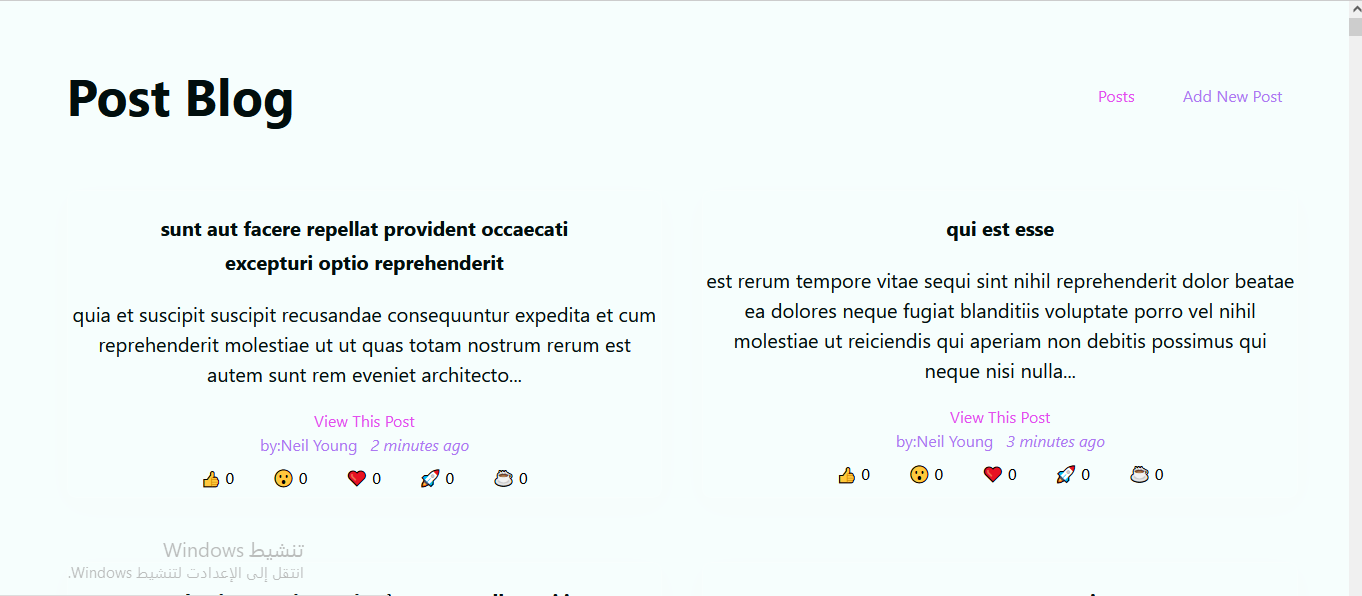 Post Blog
Posts
Add New Post
sunt aut facere repellat provident occaecati
excepturi optio reprehenderit
quia et suscipit suscipit recusandae consequuntur expedita et cum
reprehenderit molestiae ut ut quas totam nostrum rerum est
autem sunt rem eveniet architecto...
View This Post
by:Neil Young 2 minutes ago
👍 0 😮 0 ❤️ 0 🚀 0 ☕ 0
qui est esse
est rerum tempore vitae sequi sint nihil reprehenderit dolor beatae
ea dolores neque fugiat blanditiis voluptate porro vel nihil
molestiae ut reiciendis qui aperiam non debitis possimus qui
neque nisi nulla...
View This Post
by:Neil Young 3 minutes ago
👍 0 😮 0 ❤️ 0 🚀 0 ☕ 0
تنشيط Windows
انتقل إلى الإعدادت لتنشيط Windows.